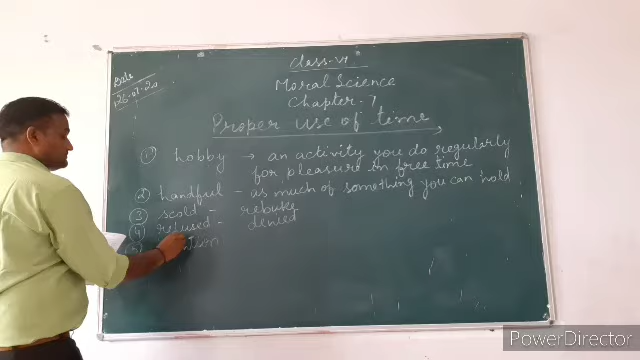 Date
26.07.20
Class-VI
Moral Science
Chapter-7
Proper use of time
① hobby → an activity you do regularly
for pleasure in free time
② handful - as much of something you can hold
③ scold - rebuke
④ refused - denied
⑤
PowerDirector